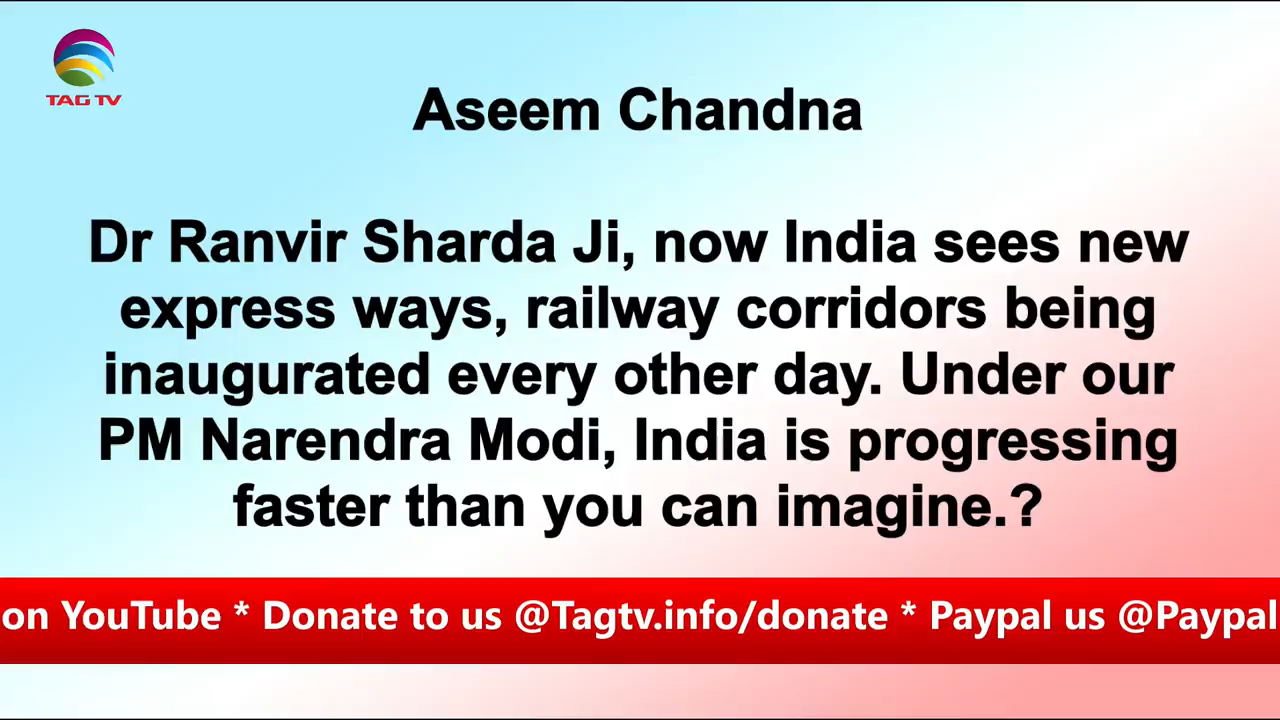 TAG TV
Aseem Chandna
Dr Ranvir Sharda Ji, now India sees new
express ways, railway corridors being
inaugurated every other day. Under our
PM Narendra Modi, India is progressing
faster than you can imagine.?
on YouTube * Donate to us @Tagtv.info/donate * Paypal us @Paypal